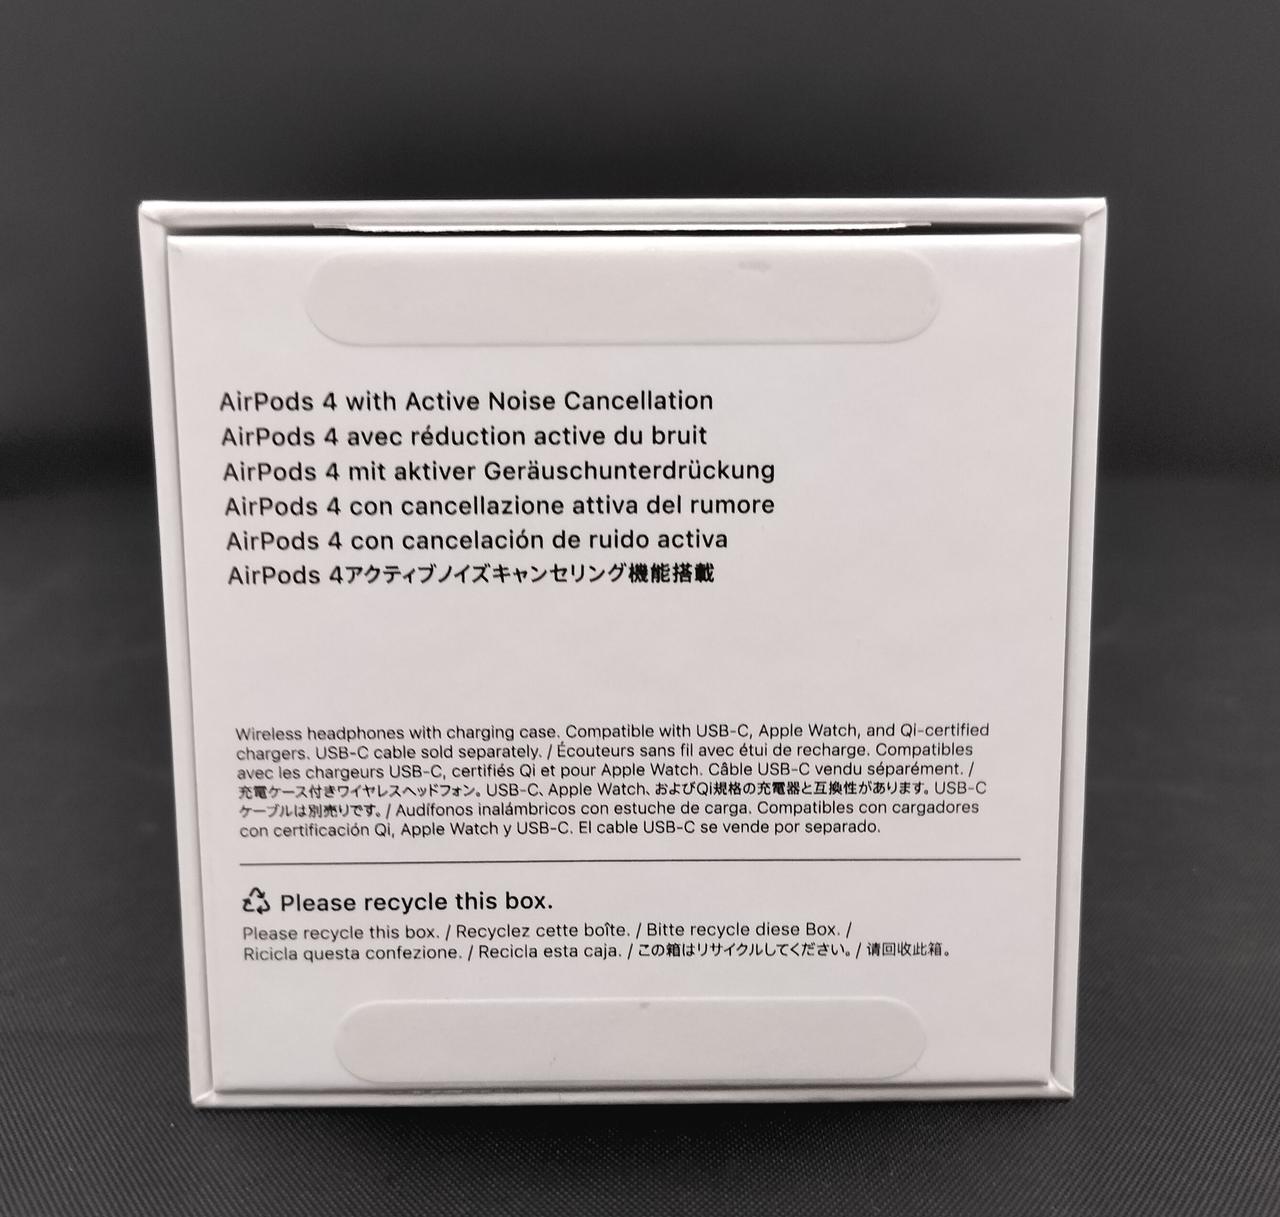 AirPods 4 with Active Noise Cancellation
AirPods 4 avec réduction active du bruit
AirPods 4 mit aktiver Geräuschunterdrückung
AirPods 4 con cancellazione attiva del rumore
AirPods 4 con cancelación de ruido activa
AirPods 4アクティブノイズキャンセリング機能搭載
Wireless headphones with charging case. Compatible with USB-C, Apple Watch, and Qi-certified
chargers. USB-C cable sold separately. / Écouteurs sans fil avec étui de recharge. Compatibles
avec les chargeurs USB-C, certifiés Qi et pour Apple Watch. Câble USB-C vendu séparément. /
充電ケース付きワイヤレスヘッドフォン。USB-C、Apple Watch、およびQi規格の充電器と互換性があります。USB-C
ケーブルは別売りです。/ Audífonos inalámbricos con estuche de carga. Compatibles con cargadores
con certificación Qi, Apple Watch y USB-C. El cable USB-C se vende por separado.
Please recycle this box.
Please recycle this box. / Recyclez cette boîte. / Bitte recycle diese Box. /
Ricicla questa confezione. / Recicla esta caja. / この箱はリサイクルしてください。/ 请回收此箱。